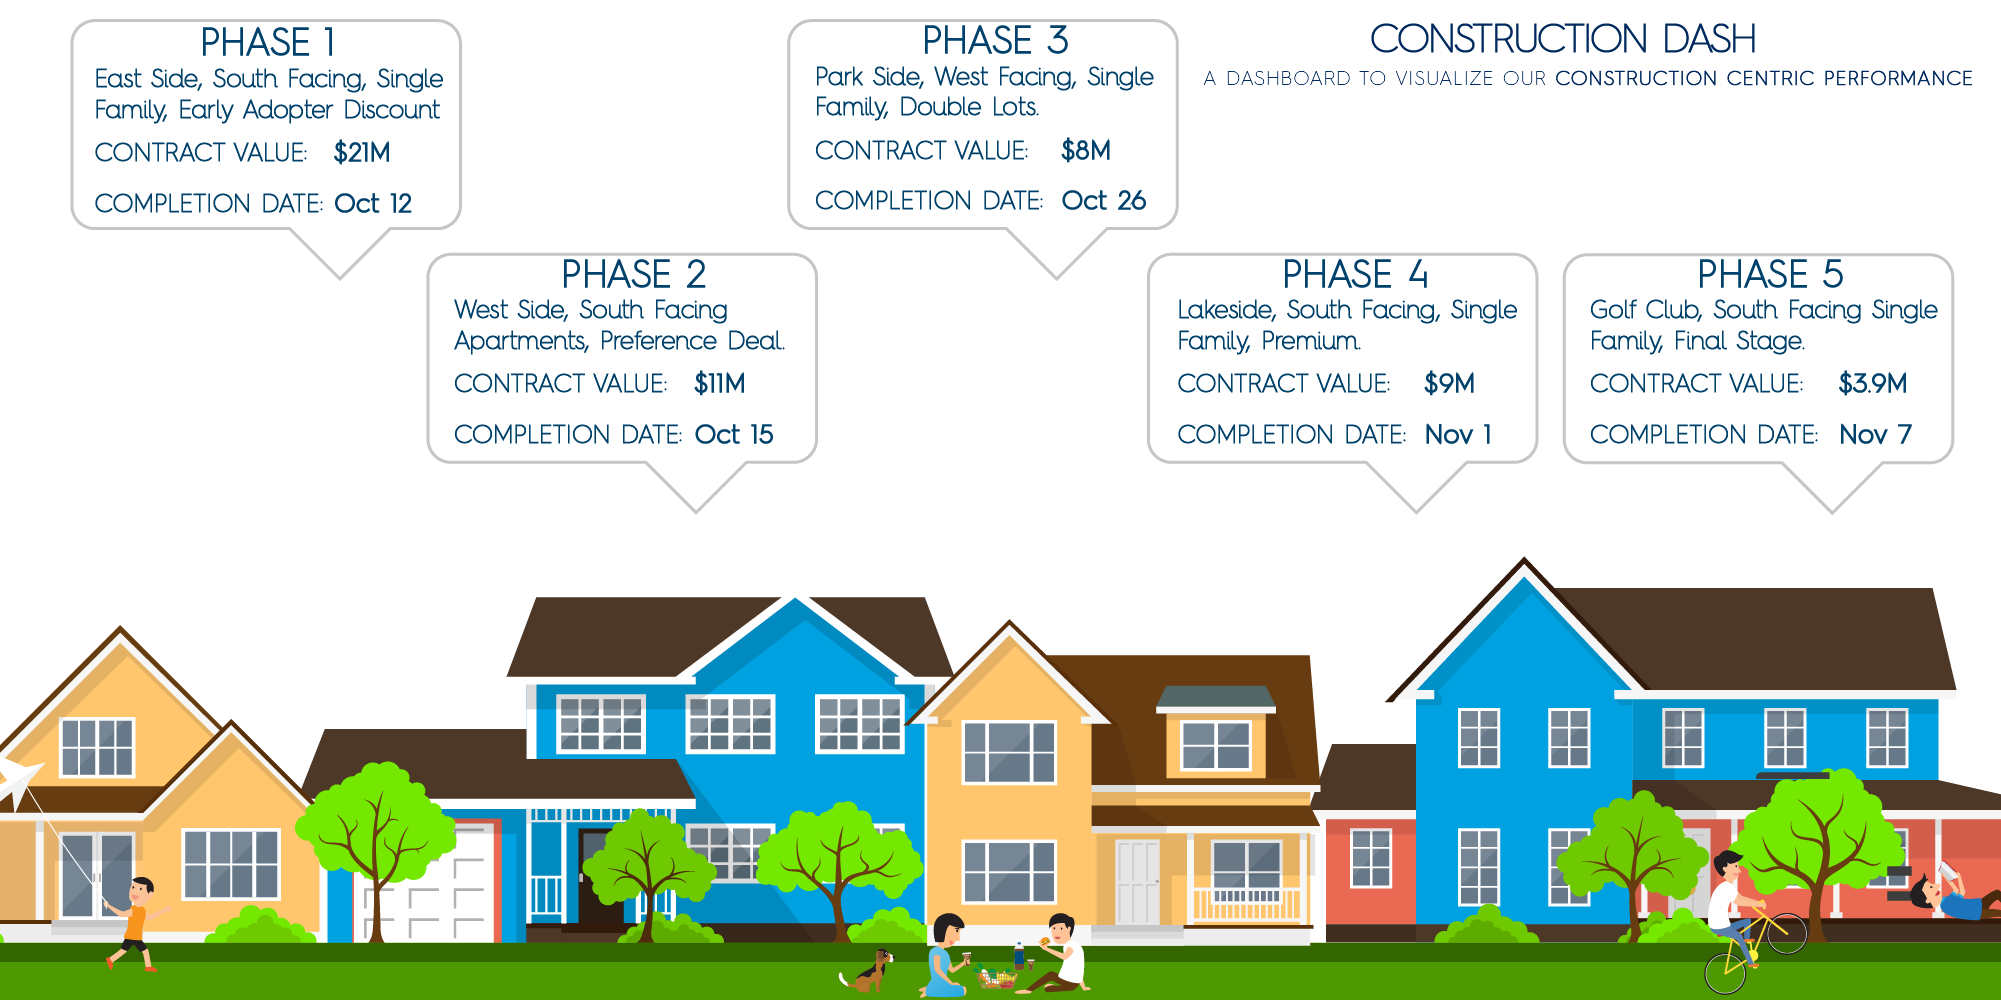 CONSTRUCTION DASH
A DASHBOARD TO VISUALIZE OUR CONSTRUCTION CENTRIC PERFORMANCE
PHASE 1
East Side, South Facing, Single
Family, Early Adopter Discount
CONTRACT VALUE: $21M
COMPLETION DATE: Oct 12
PHASE 2
West Side, South Facing
Apartments, Preference Deal.
CONTRACT VALUE: $11M
COMPLETION DATE: Oct 15
PHASE 3
Park Side, West Facing, Single
Family, Double Lots.
CONTRACT VALUE: $8M
COMPLETION DATE: Oct 26
PHASE 4
Lakeside, South Facing, Single
Family, Premium.
CONTRACT VALUE: $9M
COMPLETION DATE: Nov 1
PHASE 5
Golf Club, South Facing Single
Family, Final Stage.
CONTRACT VALUE: $3.9M
COMPLETION DATE: Nov 7